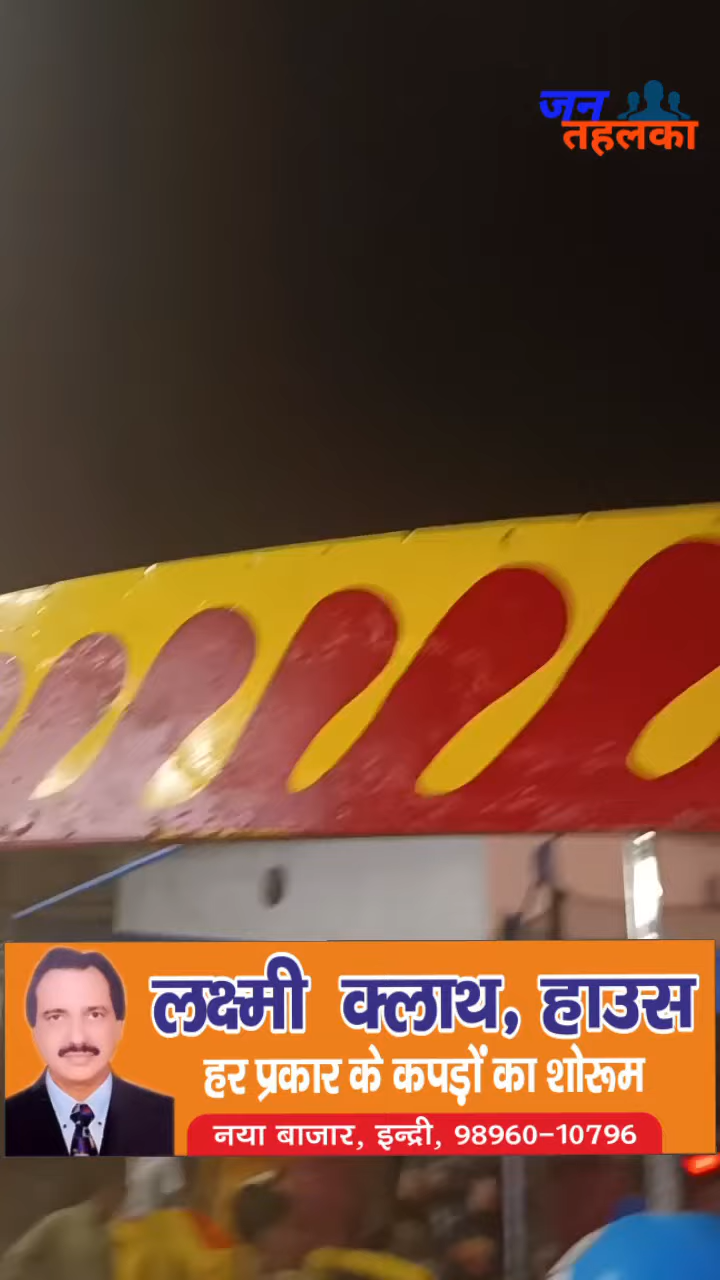 जन
तहलका
लक्ष्मी क्लाथ, हाउस
हर प्रकार के कपड़ों का शोरूम
नया बाजार, इन्द्री, 98960-10796